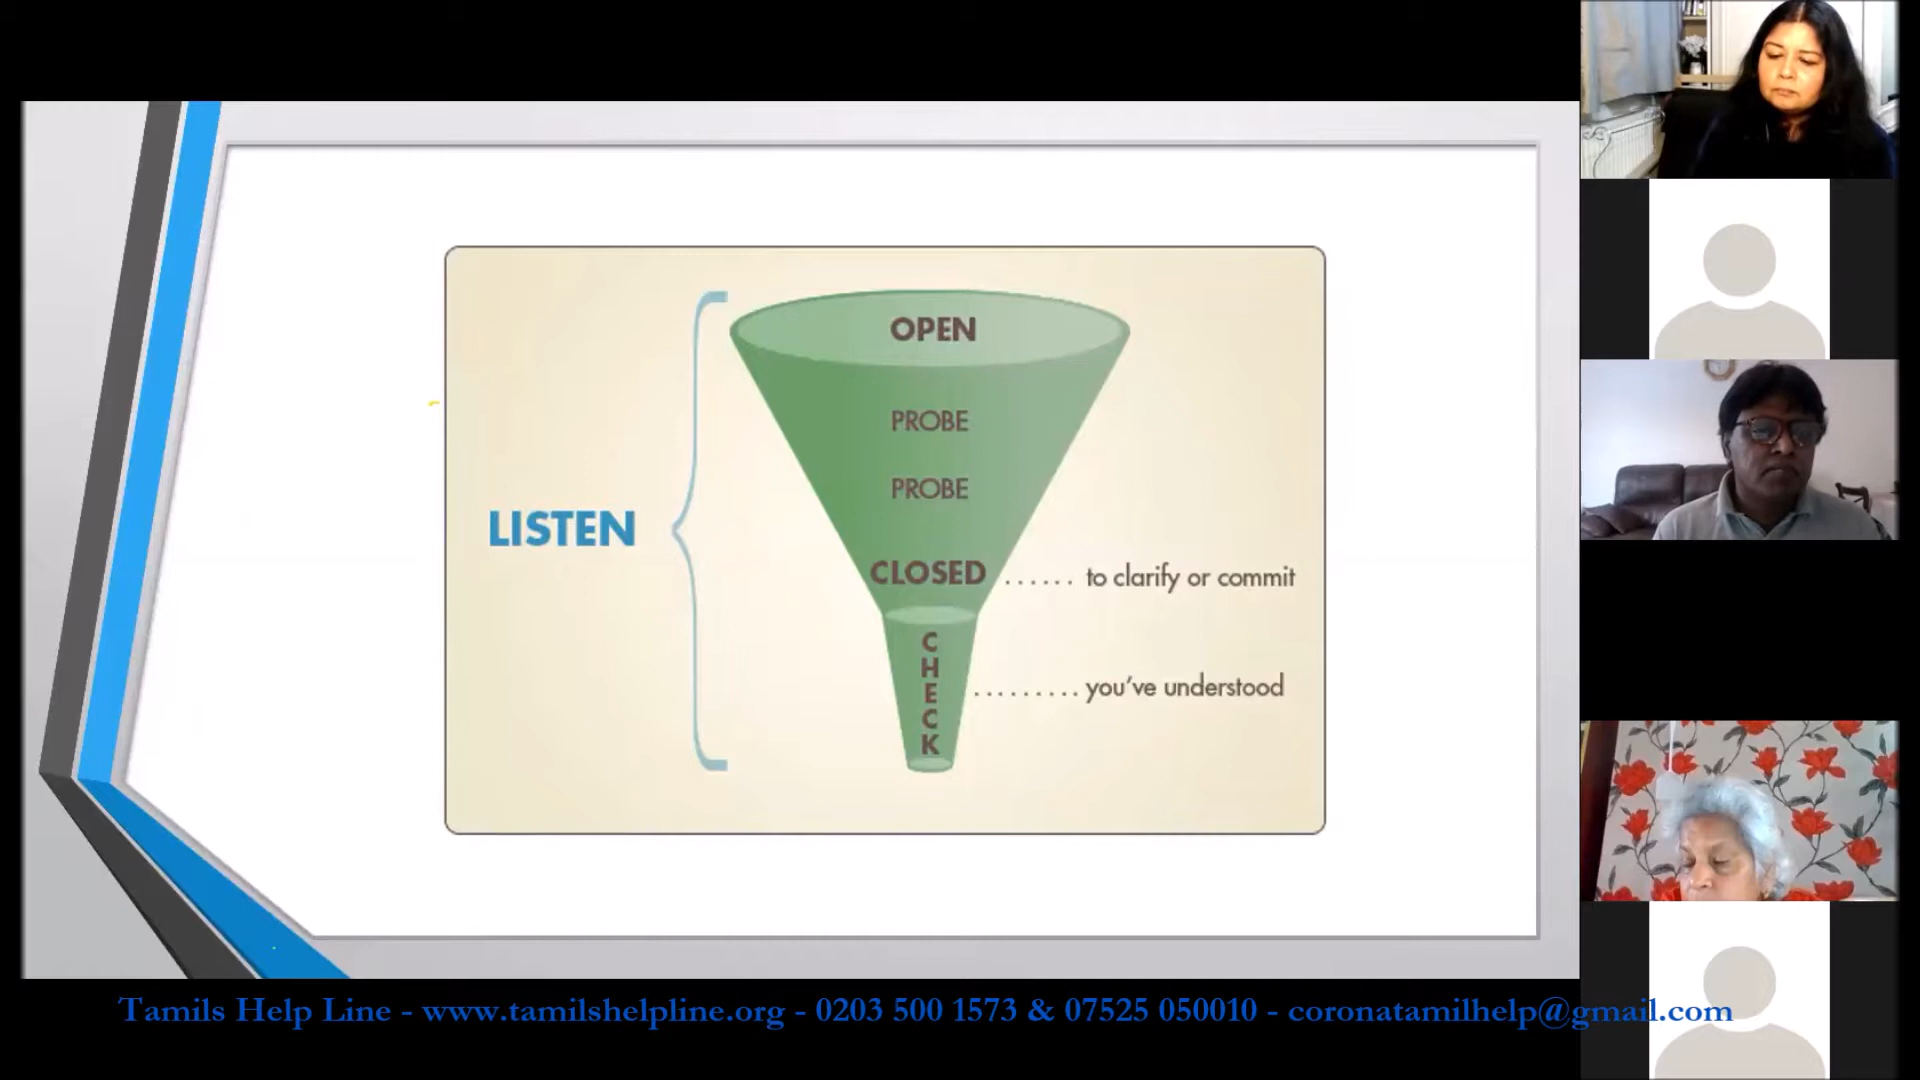 OPEN
PROBE
PROBE
LISTEN
CLOSED ...... to clarify or commit
CHECK ......... you've understood
Tamils Help Line - www.tamilshelpline.org - 0203 500 1573 & 07525 050010 - coronatamilhelp@gmail.com